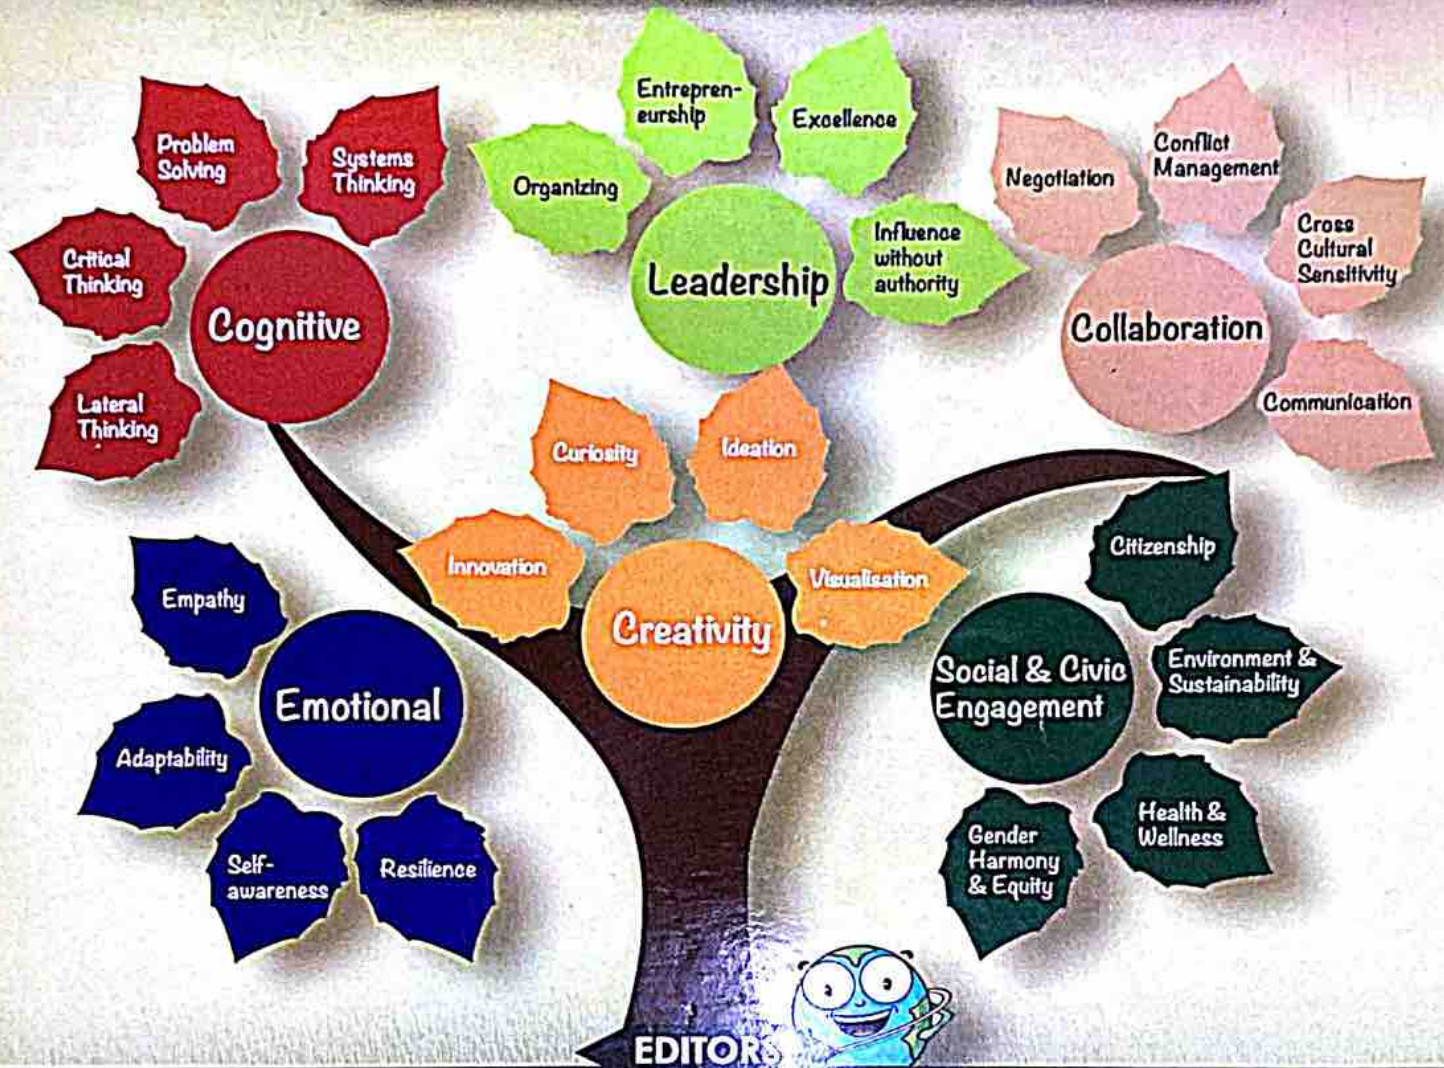 Problem
Solving
Systems
Thinking
Critical
Thinking
Lateral
Thinking
Cognitive
Organizing
Entrepren-
eurship
Excellence
Influence
without
authority
Leadership
Negotiation
Conflict
Management
Cross
Cultural
Sensitivity
Communication
Collaboration
Innovation
Curiosity
Ideation
Visualisation
Creativity
Empathy
Adaptability
Self-
awareness
Resilience
Emotional
Citizenship
Environment &
Sustainability
Health &
Wellness
Gender
Harmony
& Equity
Social & Civic
Engagement
EDITORS